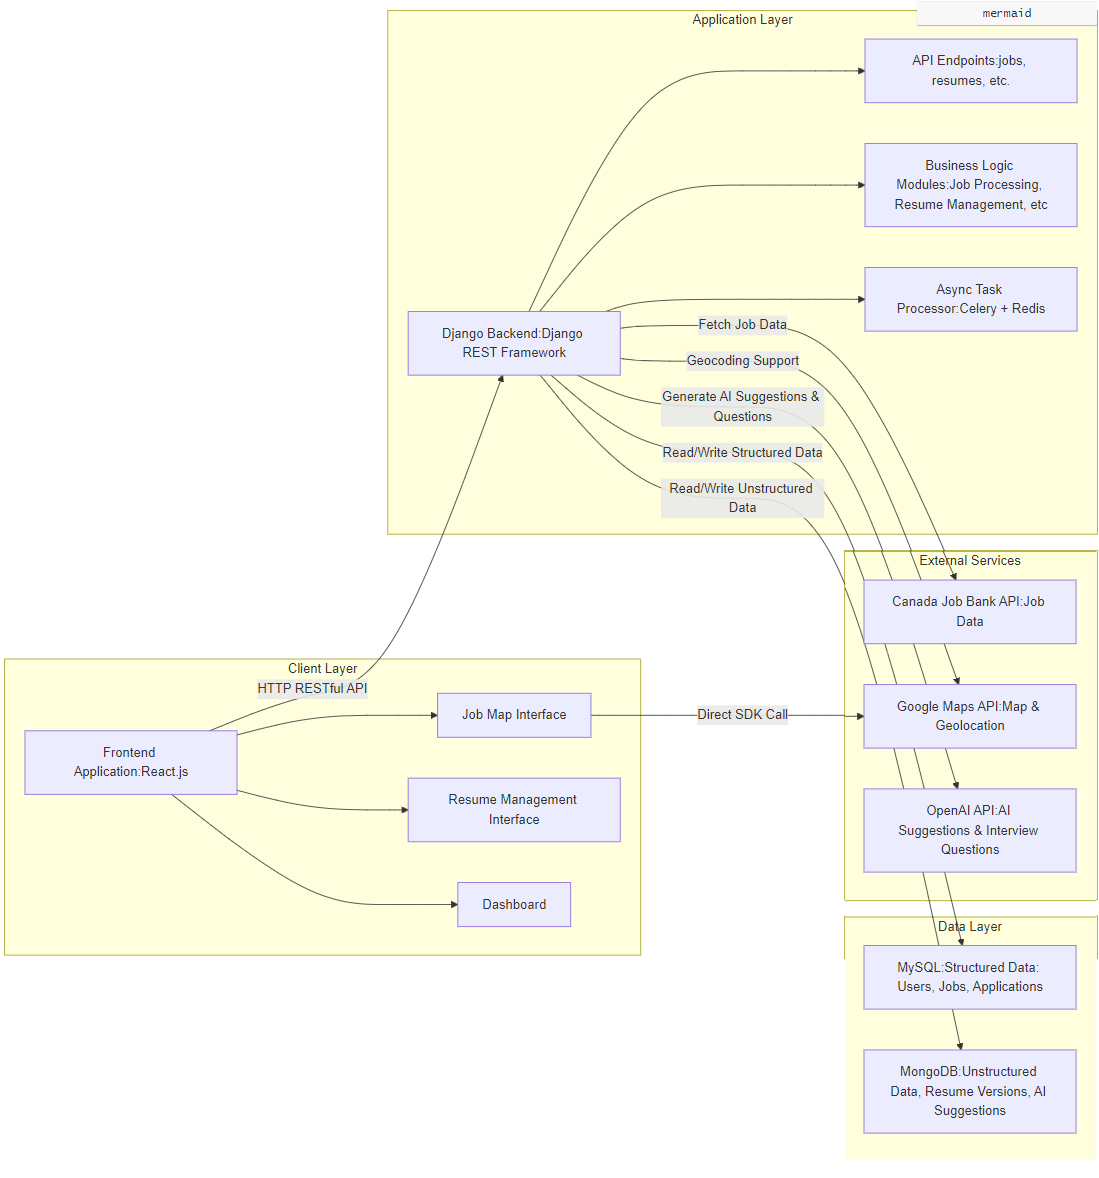 mermaid
Application Layer
API Endpoints:jobs,
resumes, etc.
Business Logic
Modules:Job Processing,
Resume Management, etc
Async Task
Processor:Celery + Redis
Django Backend:Django
REST Framework
Fetch Job Data
Geocoding Support
Generate AI Suggestions &
Questions
Read/Write Structured Data
Read/Write Unstructured
Data
External Services
Canada Job Bank API:Job
Data
Google Maps API:Map &
Geolocation
OpenAI API:AI
Suggestions & Interview
Questions
Client Layer
HTTP RESTful API
Frontend
Application:React.js
Job Map Interface
Direct SDK Call
Resume Management
Interface
Dashboard
Data Layer
MySQL:Structured Data:
Users, Jobs, Applications
MongoDB:Unstructured
Data, Resume Versions, AI
Suggestions